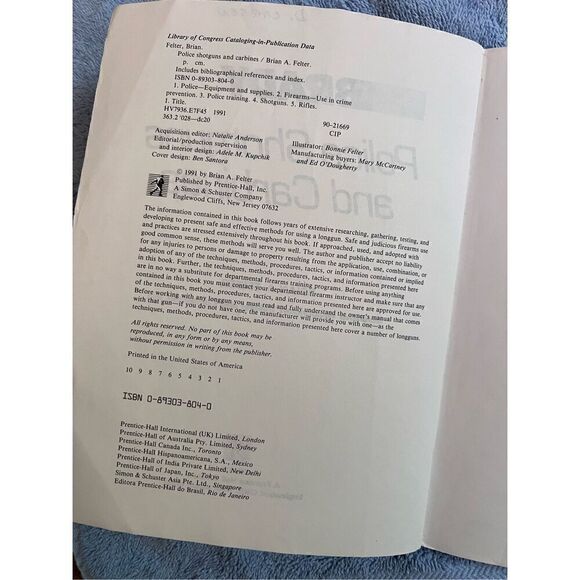 Library of Congress Cataloging-in-Publication Data
Felter, Brian.
Police shotguns and carbines / Brian A. Felter.
p. cm.
Includes bibliographical references and index.
ISBN 0-89303-804-0
1. Police—Equipment and supplies. 2. Firearms—Use in crime
prevention. 3. Police training. 4. Shotguns. 5. Rifles.
I. Title.
HV7936.E7F45 1991
363.2 '028—dc20
90-21669
CIP
Acquisitions editor: Natalie Anderson
Editorial/production supervision
and interior design: Adele M. Kupchik
Cover design: Ben Santora
Illustrator: Bonnie Felter
Manufacturing buyers: Mary McCartney
and Ed O'Dougherty
© 1991 by Brian A. Felter
Published by Prentice-Hall, Inc.
A Simon & Schuster Company
Englewood Cliffs, New Jersey 07632
The information contained in this book follows years of extensive researching, gathering, testing, and
developing to present safe and effective methods for using a longgun. Safe and judicious firearms use
and practices are stressed extensively throughout his book. If approached, used, and adopted with
good common sense, these methods will serve you well. The author and publisher accept no liability
for any injuries to persons or damage to property resulting from the application, use, combination, or
adoption of any of the techniques, methods, procedures, tactics, or information contained or implied
in this book. Further, the techniques, methods, procedures, tactics, and information presented here
are in no way a substitute for departmental firearms training programs. Before using anything
contained in this book you must contact your departmental firearms instructor and make sure that any
of the techniques, methods, procedures, tactics, and information presented here are approved for use.
Before working with any longgun you must read and fully understand the owner's manual that comes
with that gun—if you do not have one, the manufacturer will provide you with one—as the
techniques, methods, procedures, tactics, and information presented here cover a number of longguns.
All rights reserved. No part of this book may be
reproduced, in any form or by any means,
without permission in writing from the publisher.
Printed in the United States of America
10 9 8 7 6 5 4 3 2 1
ISBN 0-89303-804-0
Prentice-Hall International (UK) Limited, London
Prentice-Hall of Australia Pty. Limited, Sydney
Prentice-Hall Canada Inc., Toronto
Prentice-Hall Hispanoamericana, S.A., Mexico
Prentice-Hall of India Private Limited, New Delhi
Prentice-Hall of Japan, Inc., Tokyo
Simon & Schuster Asia Pte. Ltd., Singapore
Editora Prentice-Hall do Brasil, Rio de Janeiro